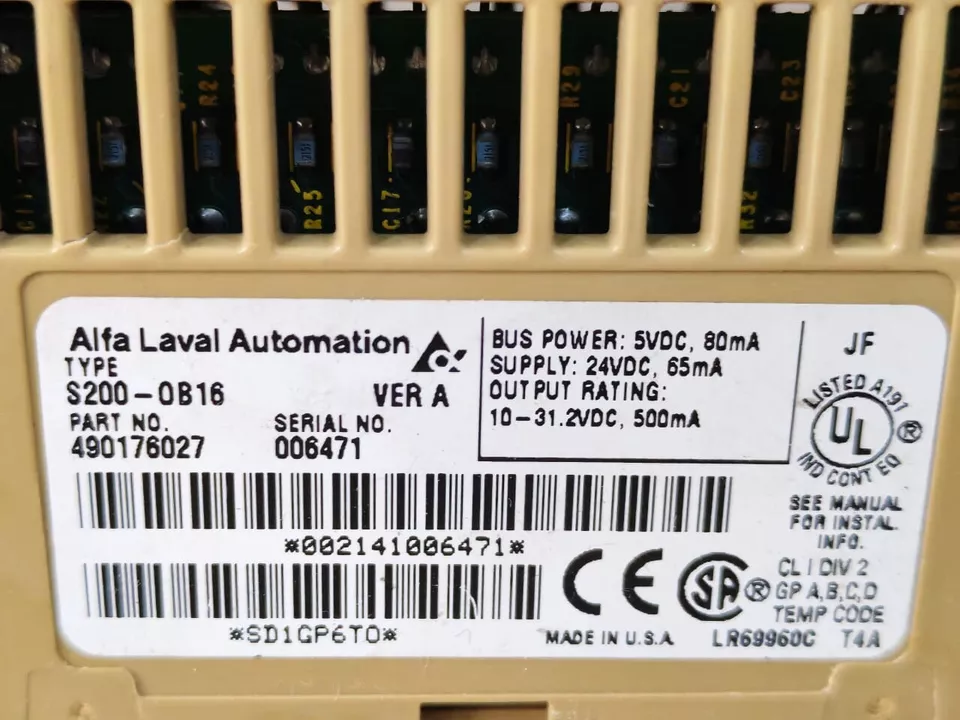 R24
R29
C21
C23
R25
C17
R32
Alfa Laval Automation
TYPE
S200-OB16 VER A
PART NO. SERIAL NO.
490176027 006471
BUS POWER: 5VDC, 80mA
SUPPLY: 24VDC, 65mA
OUTPUT RATING:
10-31.2VDC, 500mA
JF
LISTED A197
UL ®
IND CONT EQ
SEE MANUAL
FOR INSTAL
INFO.
*002141006471*
*SD1GP6T0*
CE
SA ®
CL I DIV 2
GP A,B,C,D
TEMP CODE
MADE IN U.S.A. LR69960C T4A